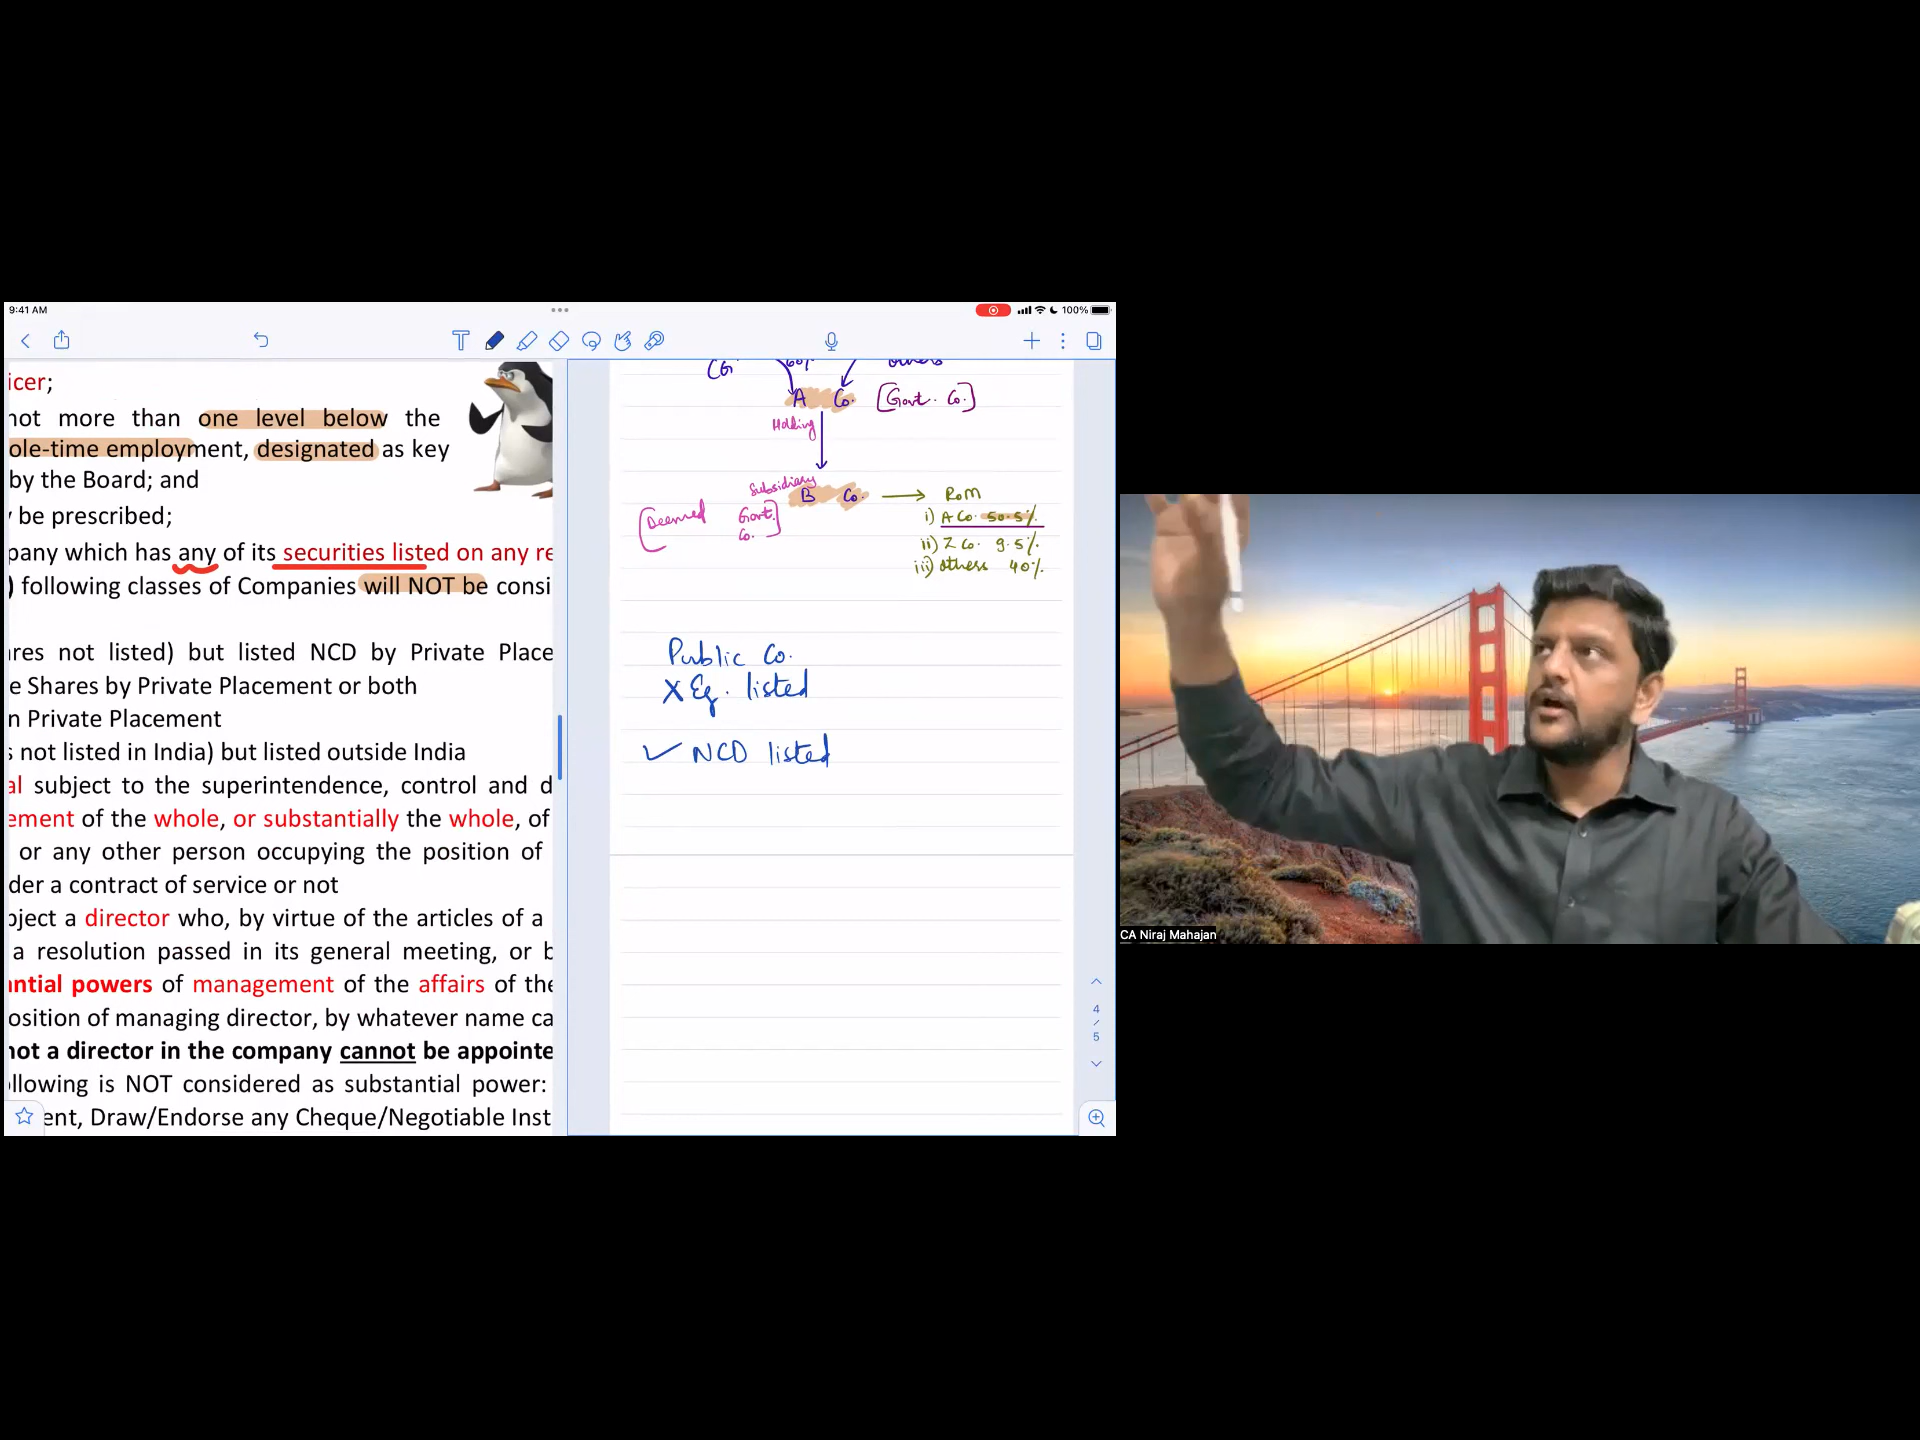 9:41 AM
100%
icer;
not more than one level below the
ole-time employment, designated as key
by the Board; and
be prescribed;
pany which has any of its securities listed on any re
) following classes of Companies will NOT be consi
ares not listed) but listed NCD by Private Place
e Shares by Private Placement or both
n Private Placement
s not listed in India) but listed outside India
al subject to the superintendence, control and d
ement of the whole, or substantially the whole, of
or any other person occupying the position of
der a contract of service or not
bject a director who, by virtue of the articles of a
a resolution passed in its general meeting, or b
antial powers of management of the affairs of the
osition of managing director, by whatever name ca
not a director in the company cannot be appointe
ollowing is NOT considered as substantial power:
ent, Draw/Endorse any Cheque/Negotiable Inst
CG 60% others
A Co. [Govt. Co.]
Holding
Subsidiary
B Co. → RoM
[Deemed Govt. Co.]
i) A Co. 50.5%
ii) Z Co. 9.5%
iii) others 40%
Public Co.
X Eq. listed
✓ NCD listed
4
/
5
CA Niraj Mahajan